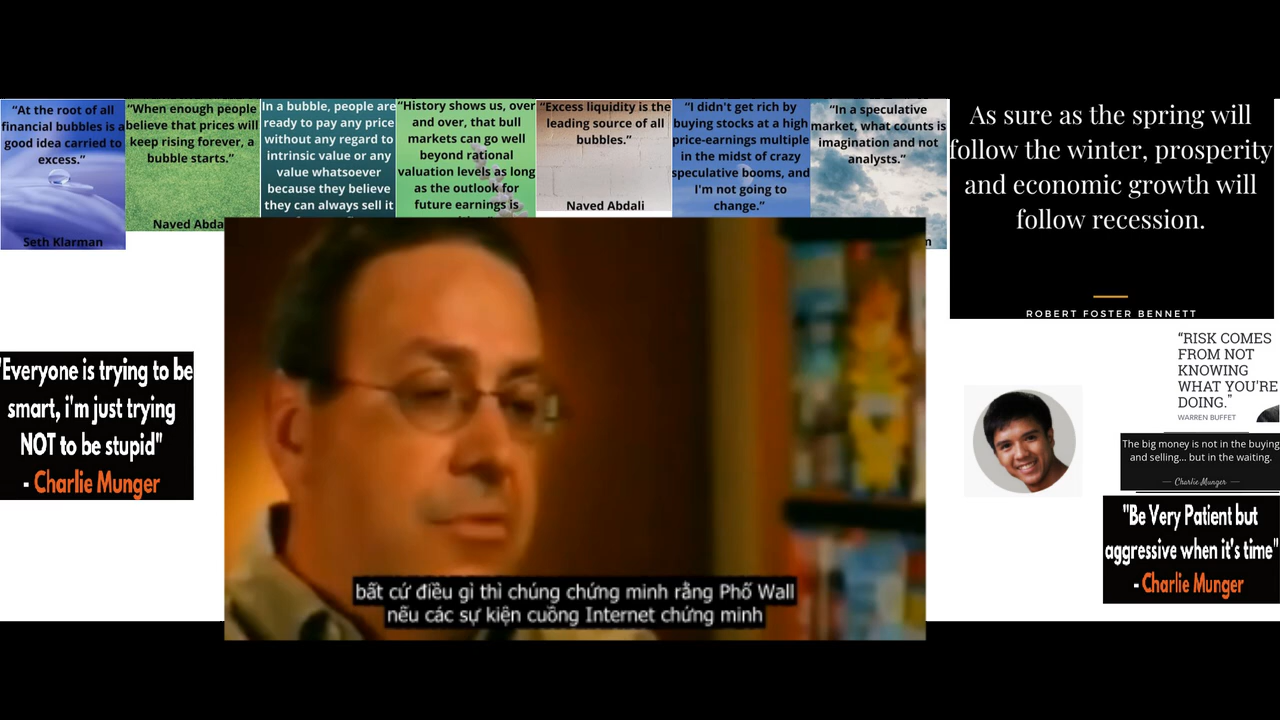 “At the root of all
financial bubbles is a
good idea carried to
excess.”
Seth Klarman
“When enough people
believe that prices will
keep rising forever, a
bubble starts.”
Naved Abda
In a bubble, people are
ready to pay any price
without any regard to
intrinsic value or any
value whatsoever
because they believe
they can always sell it
“History shows us, over
and over, that bull
markets can go well
beyond rational
valuation levels as long
as the outlook for
future earnings is
“Excess liquidity is the
leading source of all
bubbles.”
Naved Abdali
“I didn't get rich by
buying stocks at a high
price-earnings multiple
in the midst of crazy
speculative booms, and
I'm not going to
change.”
“In a speculative
market, what counts is
imagination and not
analysts.”
As sure as the spring will
follow the winter, prosperity
and economic growth will
follow recession.
ROBERT FOSTER BENNETT
"Everyone is trying to be
smart, i'm just trying
NOT to be stupid"
- Charlie Munger
“RISK COMES
FROM NOT
KNOWING
WHAT YOU'RE
DOING.”
WARREN BUFFET
The big money is not in the buying
and selling... but in the waiting.
— Charlie Munger —
"Be Very Patient but
aggressive when it's time"
- Charlie Munger
bất cứ điều gì thì chúng chứng minh rằng Phố Wall
nếu các sự kiện cuồng Internet chứng minh